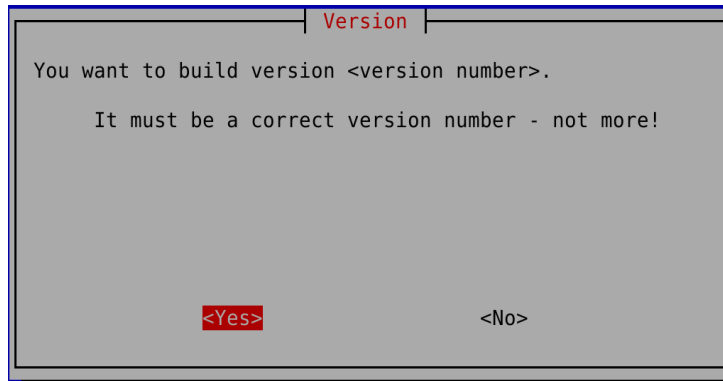 Version
You want to build version <version number>.
It must be a correct version number - not more!
<Yes> <No>